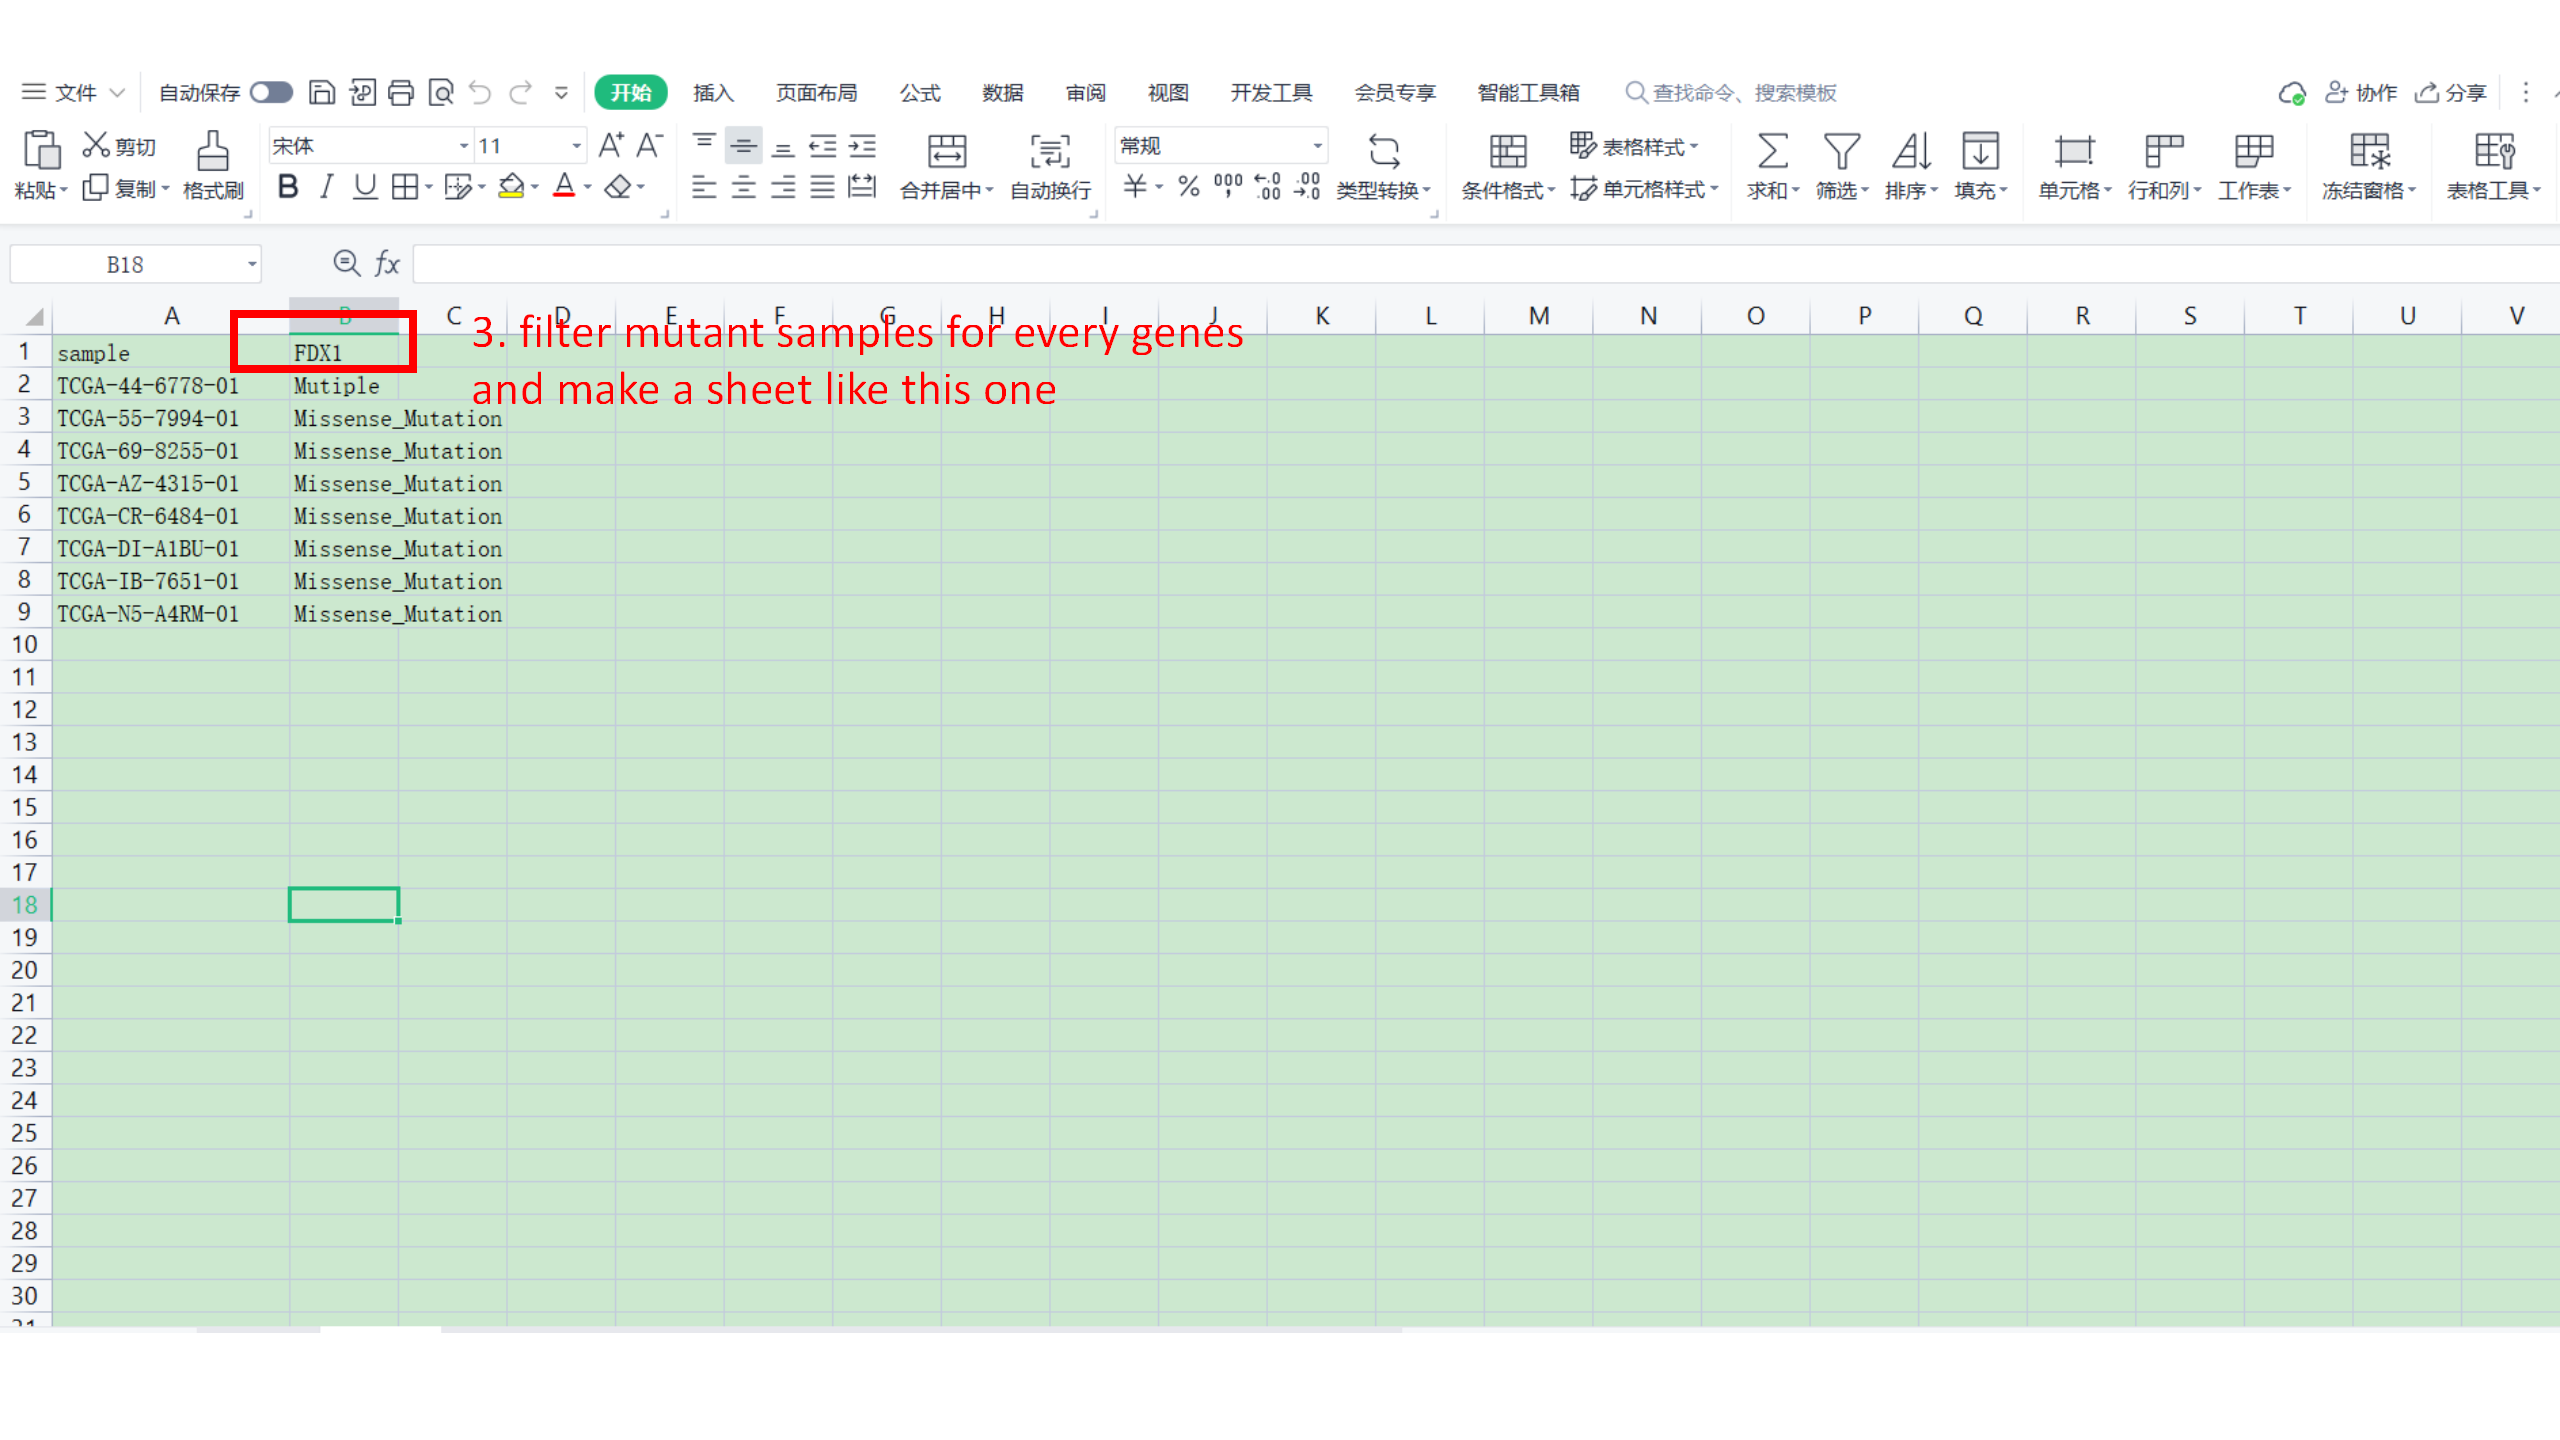 文件 自动保存 开始 插入 页面布局 公式 数据 审阅 视图 开发工具 会员专享 智能工具箱 查找命令、搜索模板 协作 分享
剪切 宋体 11 A+ A- 常规 表格样式
粘贴 复制 格式刷 B I U A 合并居中 自动换行 ¥ % 000 .00 .00 类型转换 条件格式 单元格样式 求和 筛选 排序 填充 单元格 行和列 工作表 冻结窗格 表格工具
B18 fx
A B C D E F G H I J K L M N O P Q R S T U V
3. filter mutant samples for every genes
and make a sheet like this one
1 sample FDX1
2 TCGA-44-6778-01 Mutiple
3 TCGA-55-7994-01 Missense_Mutation
4 TCGA-69-8255-01 Missense_Mutation
5 TCGA-AZ-4315-01 Missense_Mutation
6 TCGA-CR-6484-01 Missense_Mutation
7 TCGA-DI-A1BU-01 Missense_Mutation
8 TCGA-IB-7651-01 Missense_Mutation
9 TCGA-N5-A4RM-01 Missense_Mutation
10
11
12
13
14
15
16
17
18
19
20
21
22
23
24
25
26
27
28
29
30